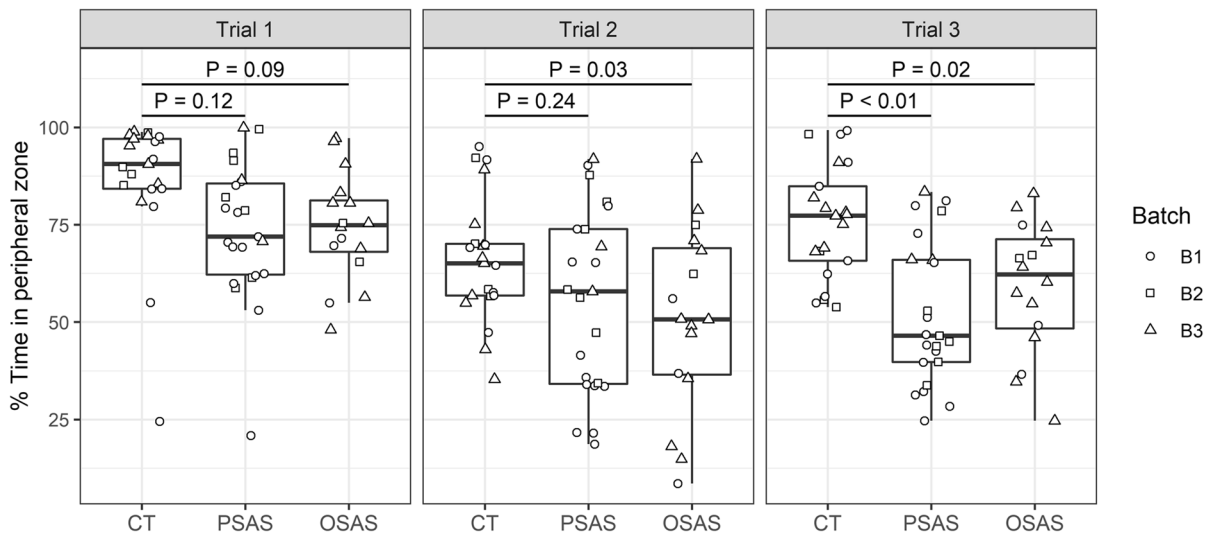 Trial 1
Trial 2
Trial 3
P = 0.09
P = 0.12
P = 0.03
P = 0.24
P = 0.02
P < 0.01
% Time in peripheral zone
100
75
50
25
CT PSAS OSAS
CT PSAS OSAS
CT PSAS OSAS
Batch
B1
B2
B3